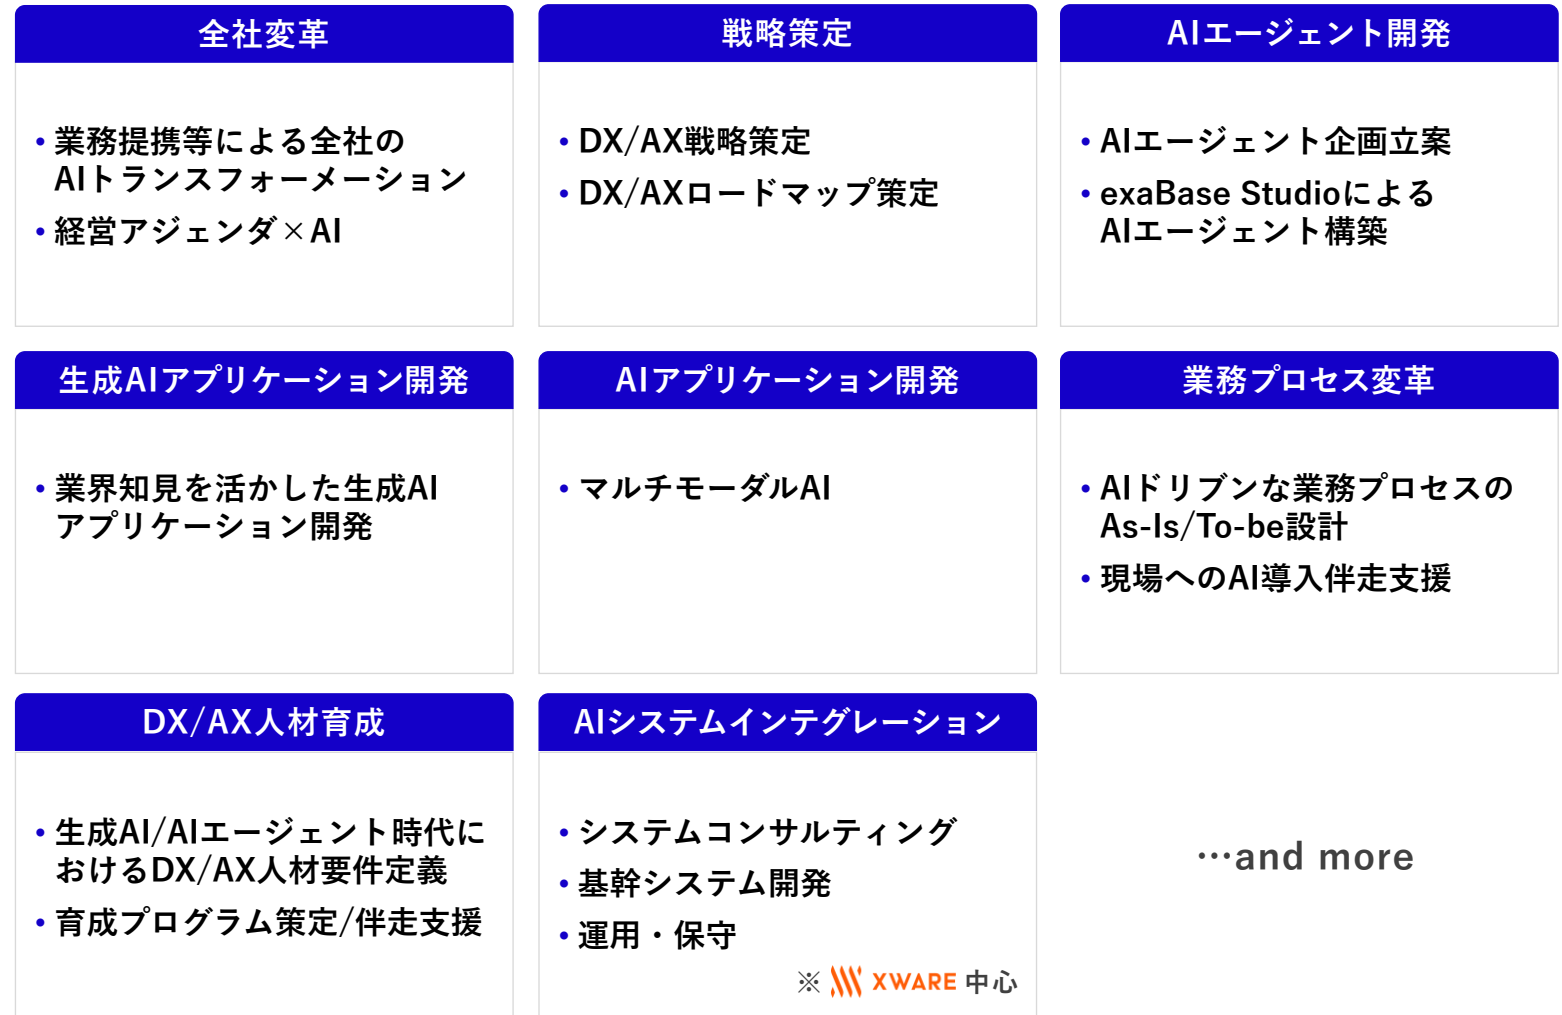 全社変革
・業務提携等による全社の
AIトランスフォーメーション
・経営アジェンダ×AI
戦略策定
・DX/AX戦略策定
・DX/AXロードマップ策定
AIエージェント開発
・AIエージェント企画立案
・exaBase Studioによる
AIエージェント構築
生成AIアプリケーション開発
・業界知見を活かした生成AI
アプリケーション開発
AIアプリケーション開発
・マルチモーダルAI
業務プロセス変革
・AIドリブンな業務プロセスの
As-Is/To-be設計
・現場へのAI導入伴走支援
DX/AX人材育成
・生成AI/AIエージェント時代に
おけるDX/AX人材要件定義
・育成プログラム策定/伴走支援
AIシステムインテグレーション
・システムコンサルティング
・基幹システム開発
・運用・保守
※ XWARE 中心
…and more